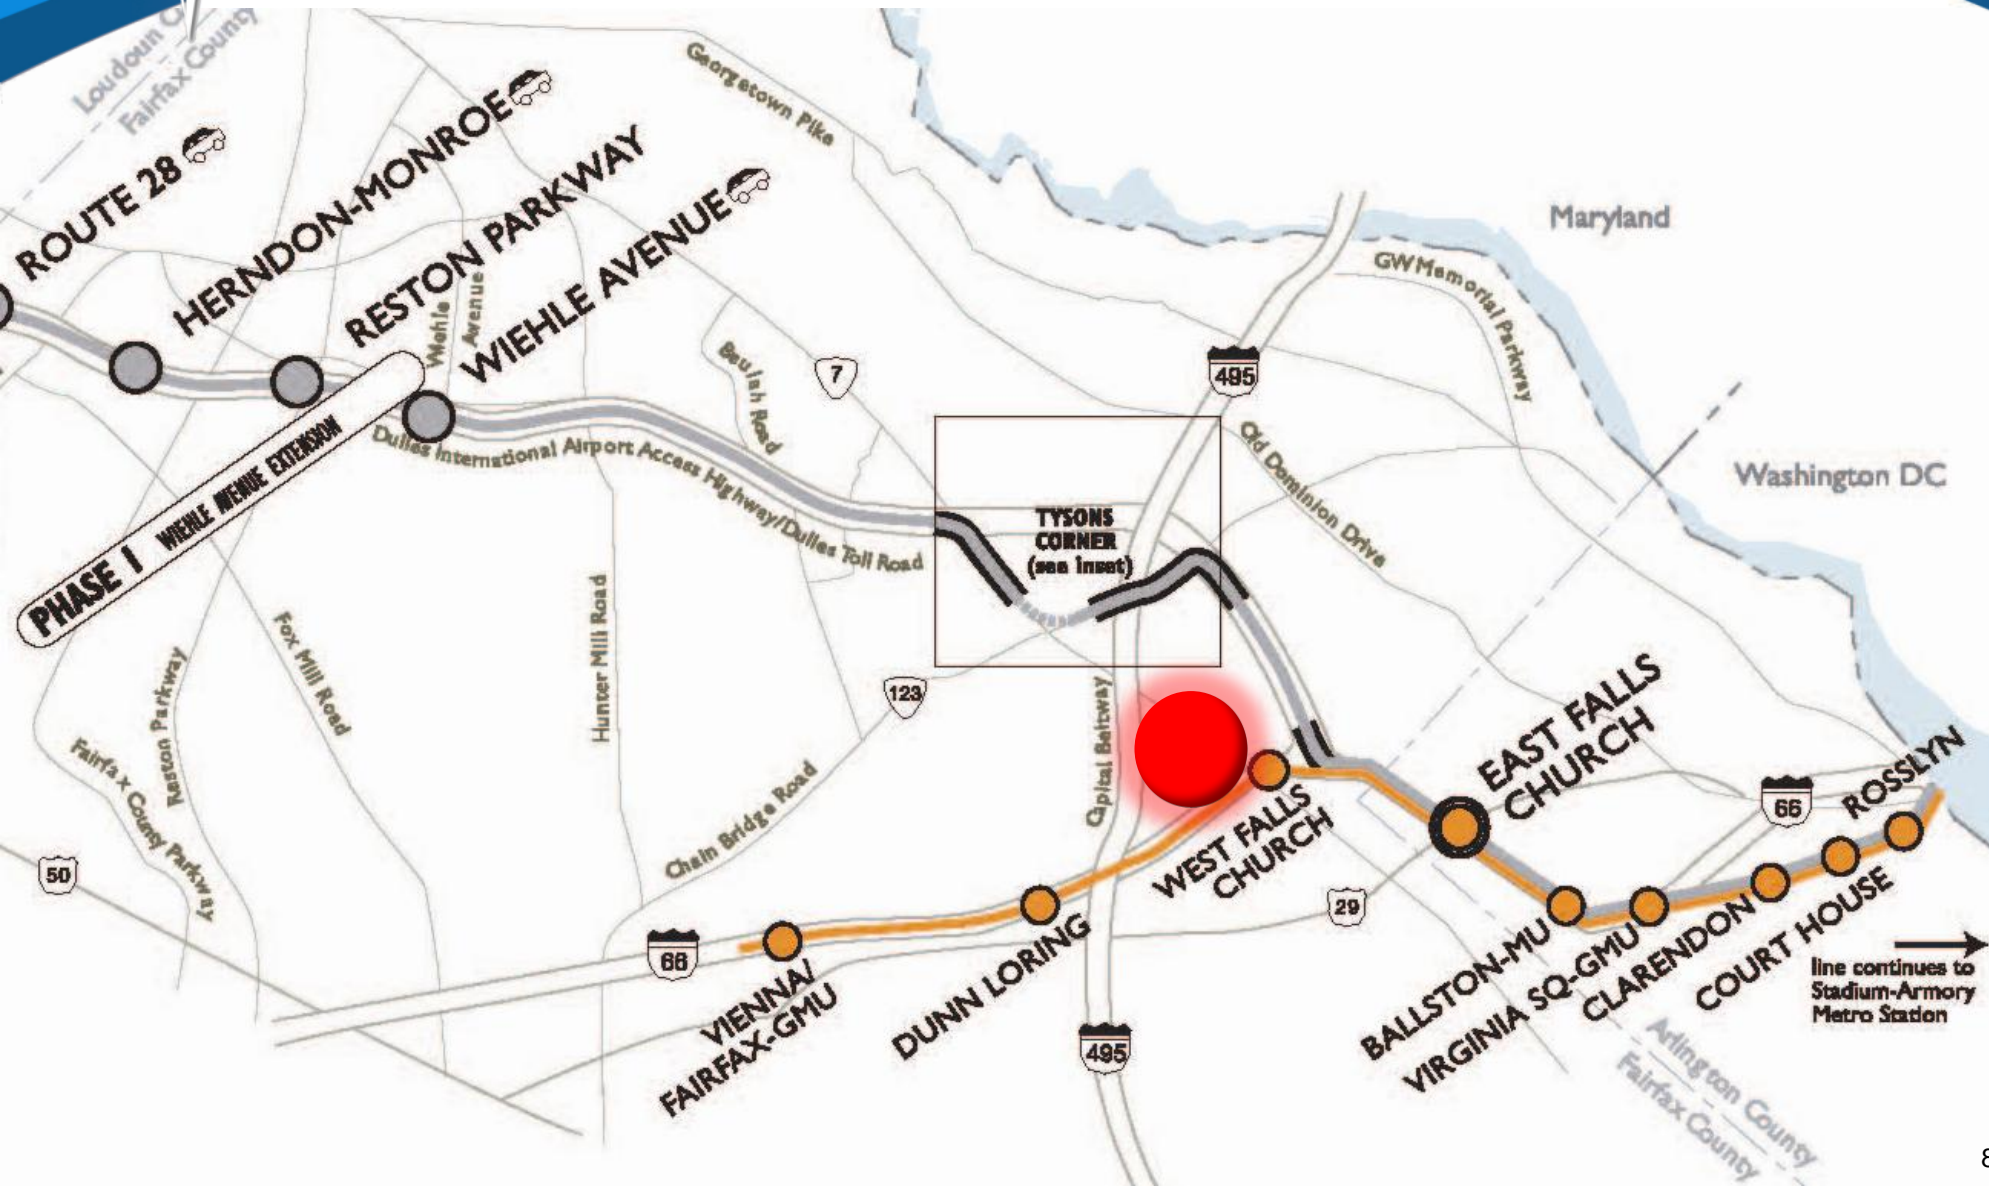 Loudoun
Fairfax County
ROUTE 28
HERNDON-MONROE
RESTON PARKWAY
WIEHLE AVENUE
Wiehle
Avenue
Georgetown Pike
Maryland
GW Memorial Parkway
7
Beulah Road
495
Washington DC
Old Dominion Drive
Dulles International Airport Access Highway/Dulles Toll Road
PHASE I WIEHLE AVENUE EXTENSION
TYSONS
CORNER
(see inset)
Fox Mill Road
Hunter Mill Road
Reston Parkway
Fairfax County Parkway
123
Capital Beltway
Chain Bridge Road
EAST FALLS
CHURCH
WEST FALLS
CHURCH
66
ROSSLYN
50
29
66
VIENNA/
FAIRFAX-GMU
DUNN LORING
BALLSTON-MU
VIRGINIA SQ-GMU
CLARENDON
COURT HOUSE
line continues to
Stadium-Armory
Metro Station
495
Arlington County
Fairfax County
8